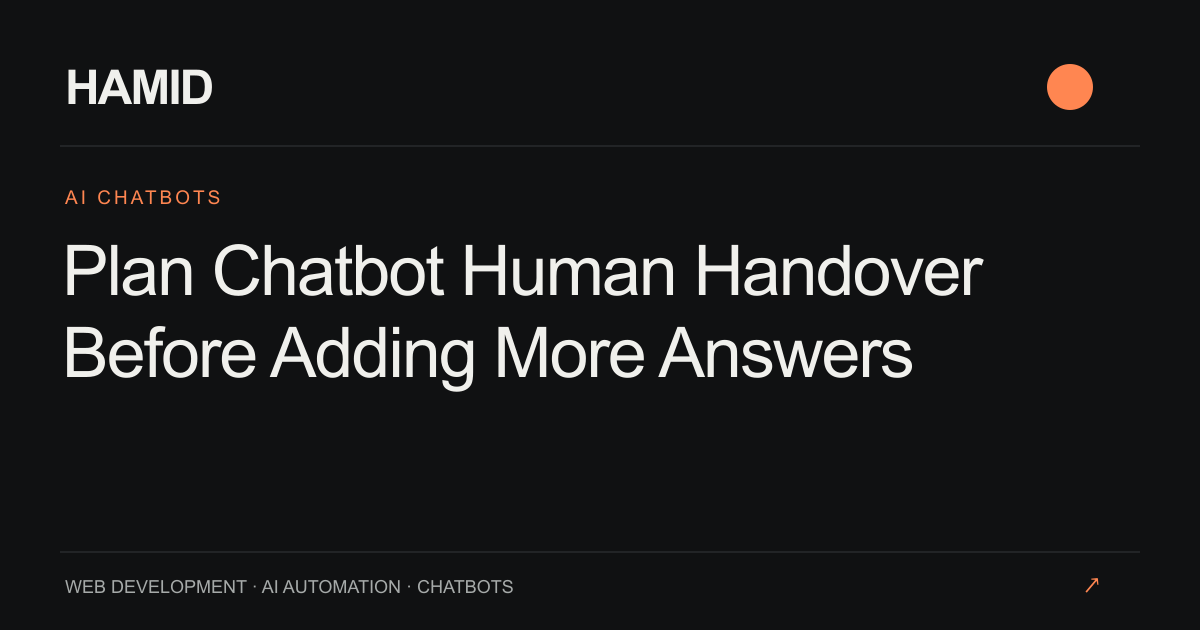 HAMID
AI CHATBOTS
Plan Chatbot Human Handover
Before Adding More Answers
WEB DEVELOPMENT · AI AUTOMATION · CHATBOTS
↗